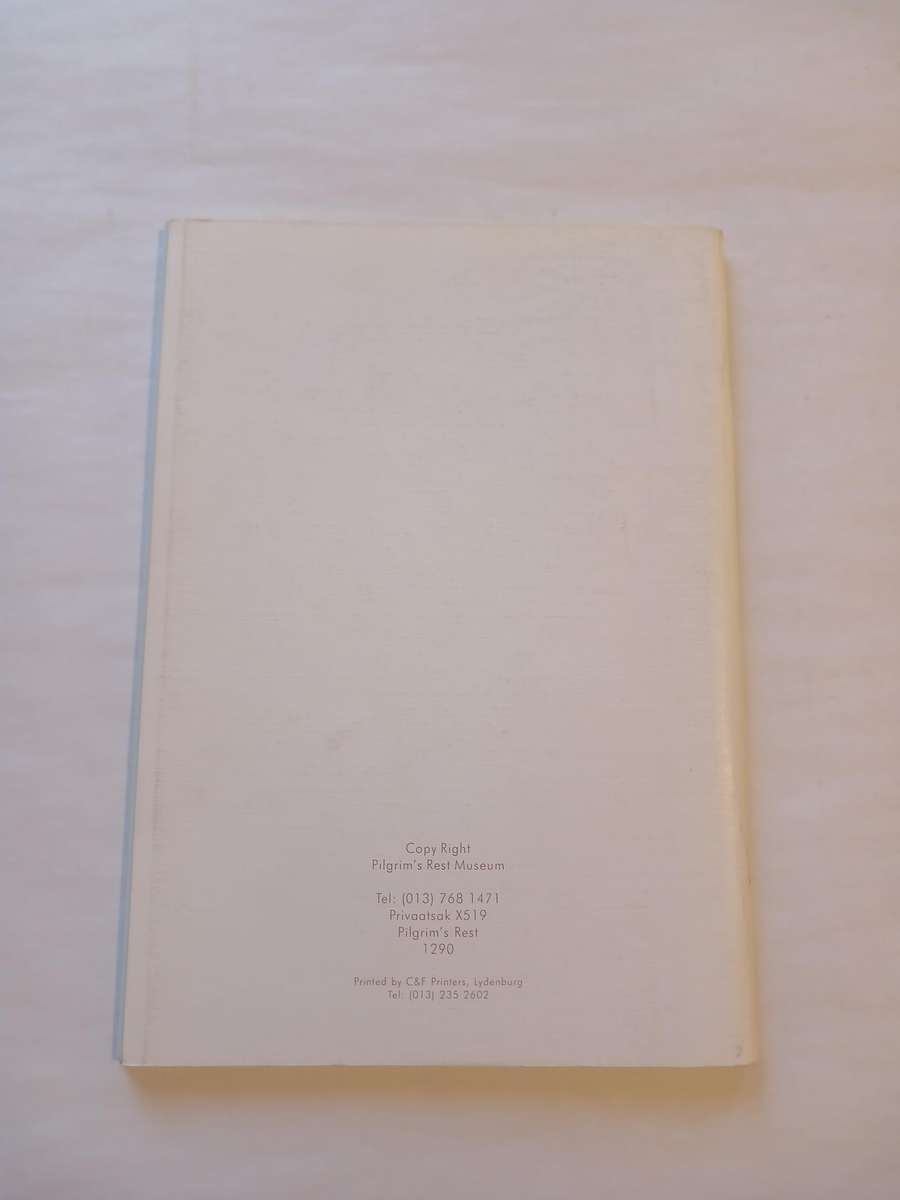 Copy Right
Pilgrim's Rest Museum
Tel: (013) 768 1471
Privaatsak X519
Pilgrim's Rest
1290
Printed by C&F Printers, Lydenburg
Tel: (013) 235 2602